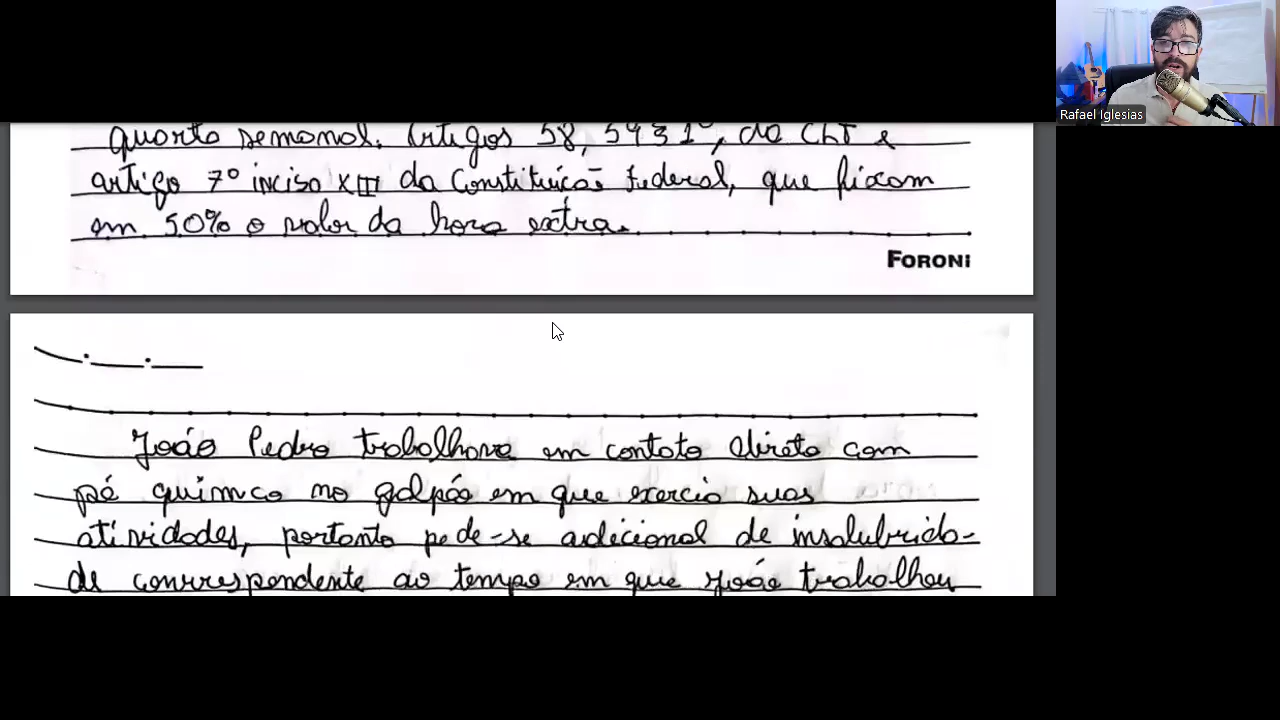 Rafael Iglesias
quarto semanal. Artigos 58, 59 § 1º, da CLT e
artigo 7º inciso XIII da Constituição Federal, que fixam
em 50% o valor da hora extra.
FORONI
João Pedro trabalhava em contato direto com
pó químco no galpão em que exercia suas
atividades, portanto pede-se adicional de insalubrida-
de conrrespondente ao tempo em que João trabalhou